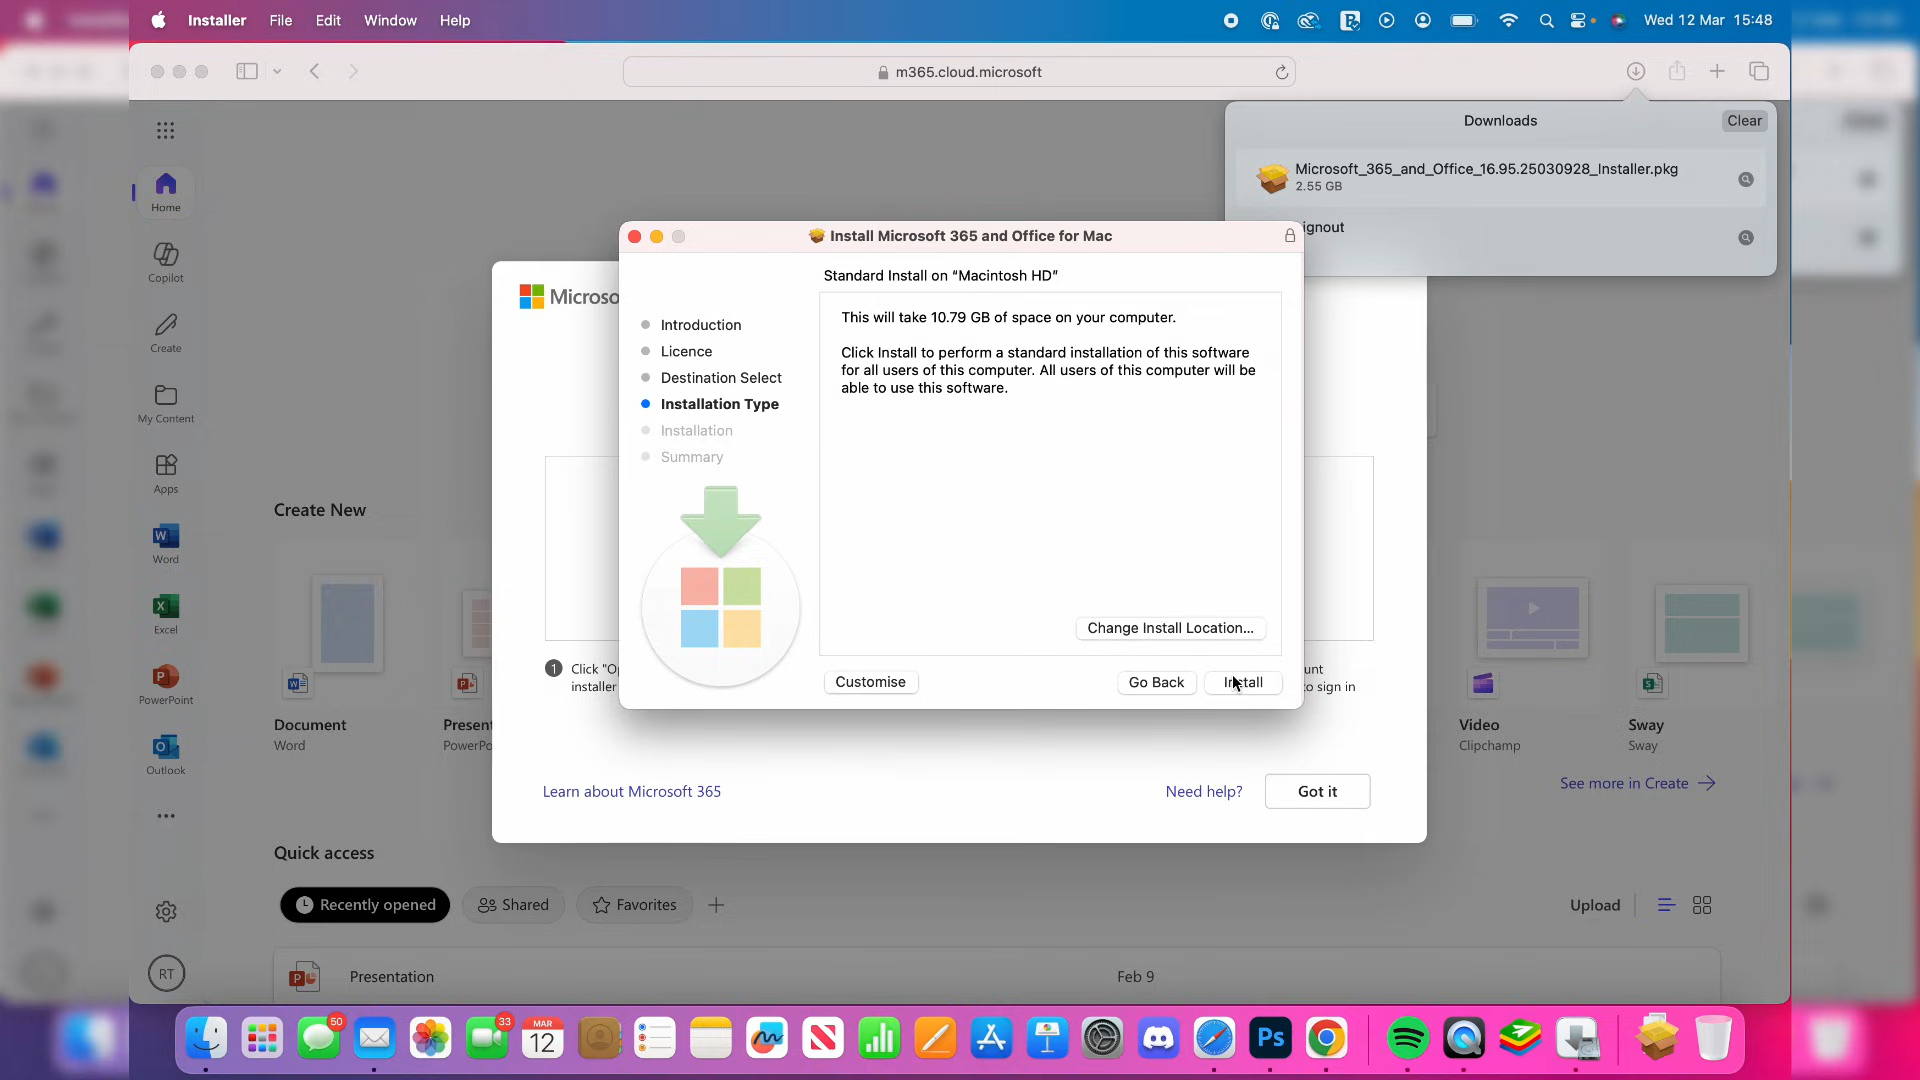 Installer File Edit Window Help
Wed 12 Mar 15:48
m365.cloud.microsoft
Downloads
Clear
Microsoft_365_and_Office_16.95.25030928_Installer.pkg
2.55 GB
ignout
Home
Copilot
Create
My Content
Apps
Word
Excel
PowerPoint
Outlook
RT
Microso
Install Microsoft 365 and Office for Mac
Standard Install on "Macintosh HD"
Introduction
Licence
Destination Select
Installation Type
Installation
Summary
This will take 10.79 GB of space on your computer.
Click Install to perform a standard installation of this software
for all users of this computer. All users of this computer will be
able to use this software.
Change Install Location...
Customise
Go Back
Install
1 Click "Op
installer
unt
to sign in
Learn about Microsoft 365
Need help?
Got it
Create New
Document
Word
Presen
PowerPo
Video
Clipchamp
Sway
Sway
See more in Create
Quick access
Recently opened
Shared
Favorites
Upload
Presentation
Feb 9
50
33
MAR
12
Ps